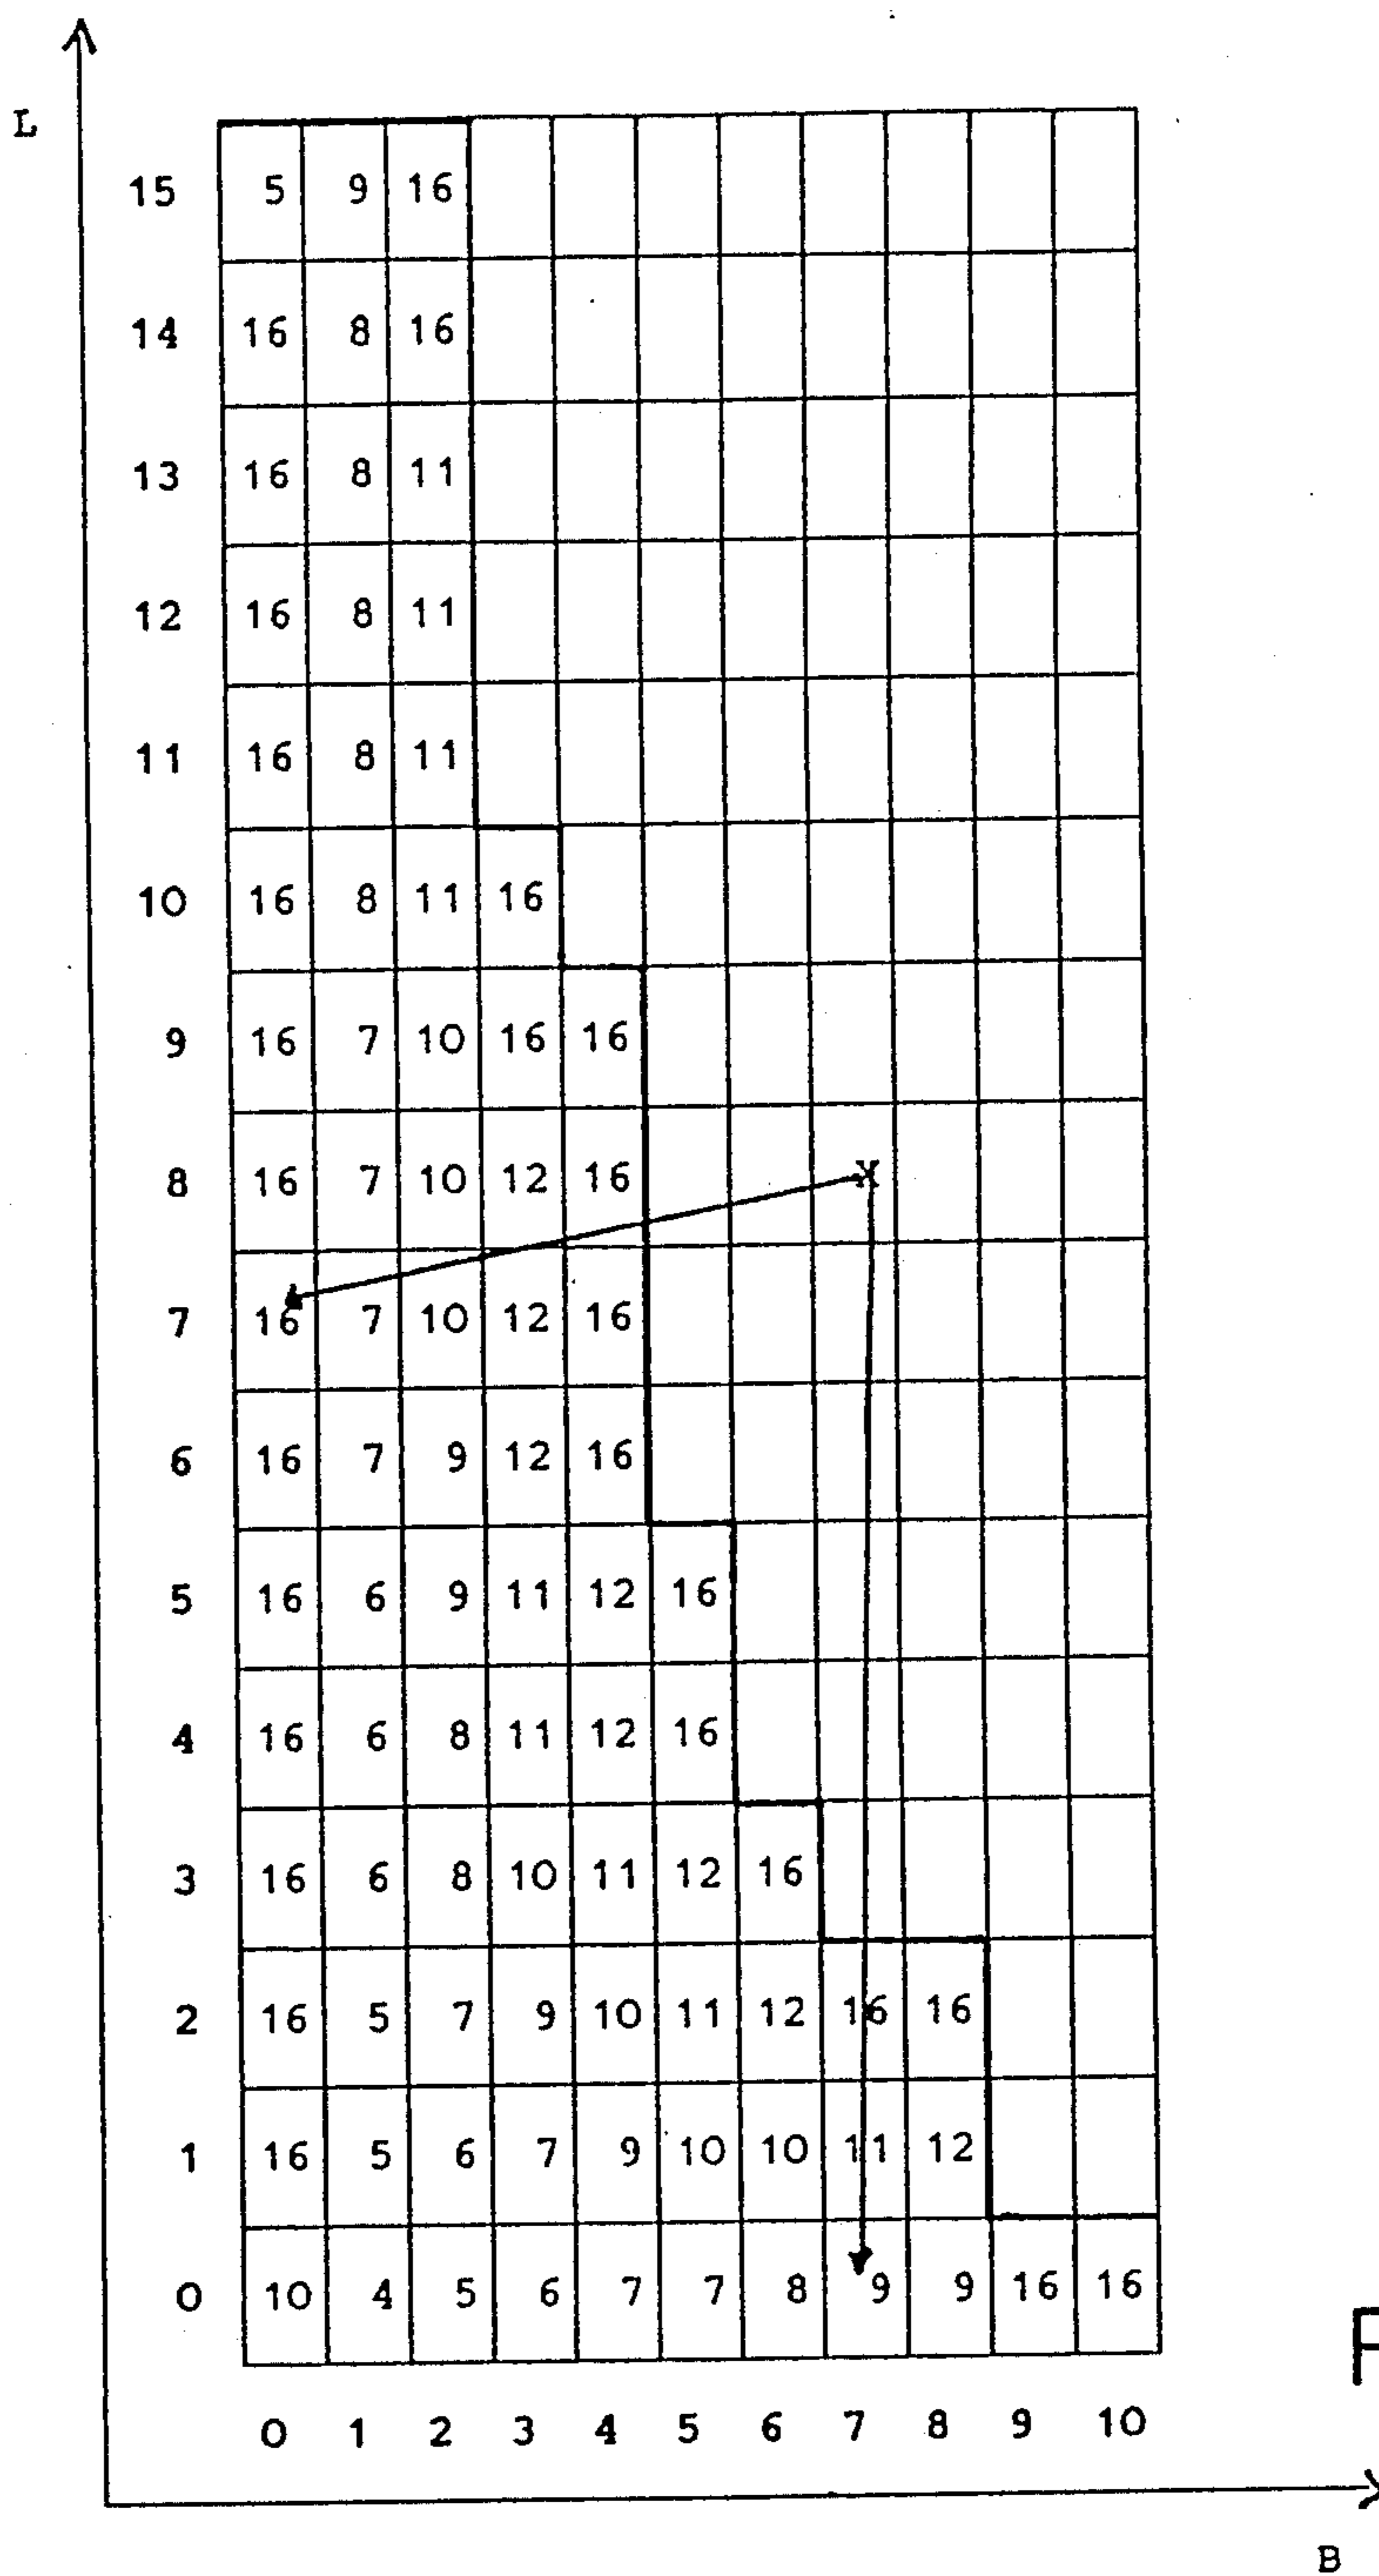 L
15 5 9 16
14 16 8 16
13 16 8 11
12 16 8 11
11 16 8 11
10 16 8 11 16
9 16 7 10 16 16
8 16 7 10 12 16 X
7 16 7 10 12 16
6 16 7 9 12 16
5 16 6 9 11 12 16
4 16 6 8 11 12 16
3 16 6 8 10 11 12 16
2 16 5 7 9 10 11 12 16 16
1 16 5 6 7 9 10 10 11 12
0 10 4 5 6 7 7 8 9 9 16 16
0 1 2 3 4 5 6 7 8 9 10
B